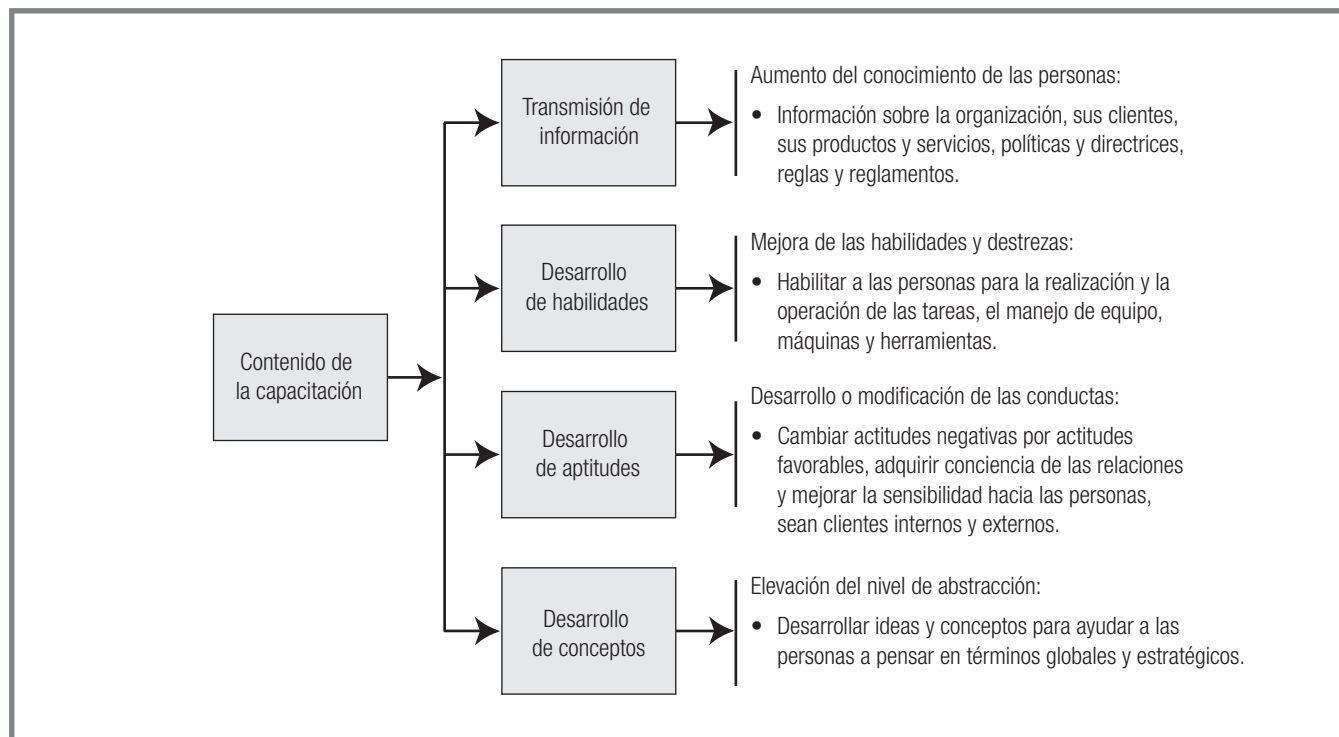 Contenido de
la capacitación
Transmisión de
información
Aumento del conocimiento de las personas:
• Información sobre la organización, sus clientes,
sus productos y servicios, políticas y directrices,
reglas y reglamentos.
Desarrollo
de habilidades
Mejora de las habilidades y destrezas:
• Habilitar a las personas para la realización y la
operación de las tareas, el manejo de equipo,
máquinas y herramientas.
Desarrollo
de aptitudes
Desarrollo o modificación de las conductas:
• Cambiar actitudes negativas por actitudes
favorables, adquirir conciencia de las relaciones
y mejorar la sensibilidad hacia las personas,
sean clientes internos y externos.
Desarrollo
de conceptos
Elevación del nivel de abstracción:
• Desarrollar ideas y conceptos para ayudar a las
personas a pensar en términos globales y estratégicos.